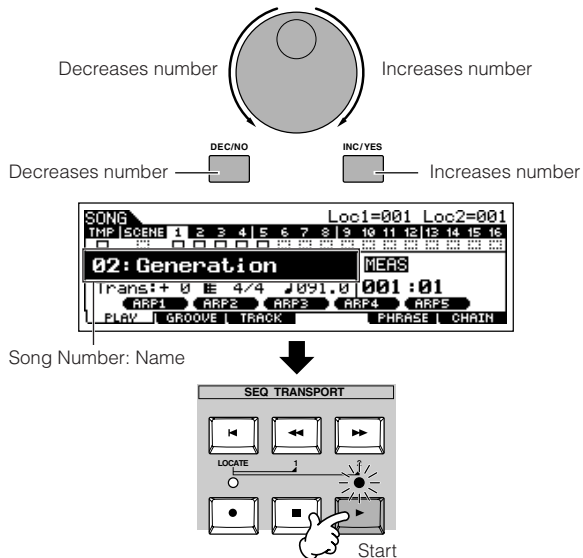 Decreases number
Increases number
DEC/NO
INC/YES
Decreases number
Increases number
SONG Loc1=001 Loc2=001
TMP SCENE 1 2 3 4 5 6 7 8 9 10 11 12 13 14 15 16
02:Generation MEAS
Trans:+ 0 4/4 ♩091.0 001:01
ARP1 ARP2 ARP3 ARP4 ARP5
PLAY GROOVE TRACK PHRASE CHAIN
Song Number: Name
SEQ TRANSPORT
LOCATE 1 2
Start